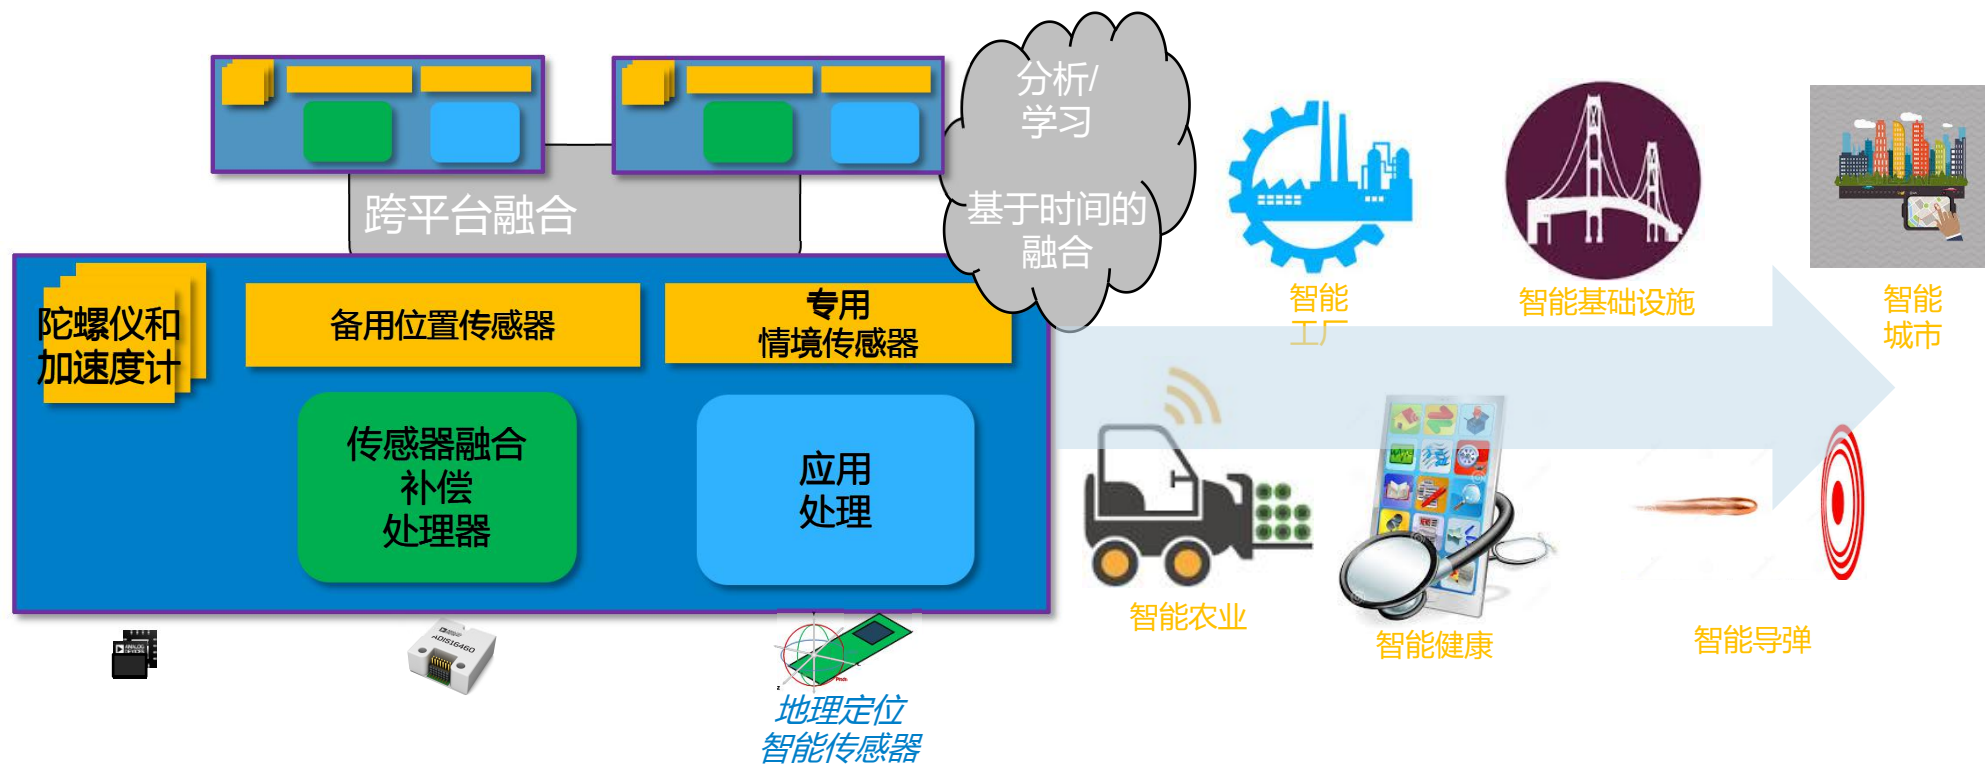 分析/
学习
跨平台融合
基于时间的
融合
陀螺仪和
加速度计
备用位置传感器
专用
情境传感器
传感器融合
补偿
处理器
应用
处理
智能
工厂
智能基础设施
智能
城市
智能农业
智能健康
智能导弹
ANALOG
DEVICES
ADIS16460
地理定位
智能传感器